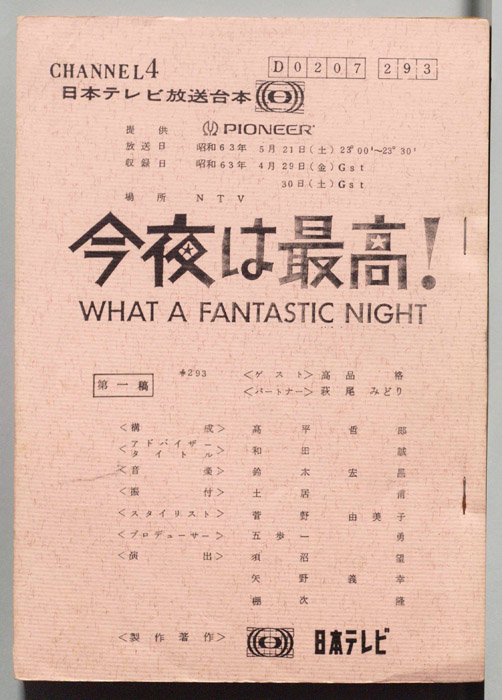 CHANNEL4 D0207 293
日本テレビ放送台本
提供 PIONEER
放送日 昭和63年 5月21日(土) 23°00'〜23°30'
収録日 昭和63年 4月29日(金)Gst
30日(土)Gst
場所 NTV
今夜は最高!
WHAT A FANTASTIC NIGHT
第一稿 #293 <ゲスト> 高品 格
<パートナー> 萩尾 みどり
<構成> 高平哲郎
<アドバイザータイトル> 和田誠
<音楽> 鈴木宏昌
<振付> 土居甫
<スタイリスト> 菅野由美子
<プロデューサー> 五歩一勇
<演出> 須沼望
矢野義幸
棚次隆
<製作著作> 日本テレビ